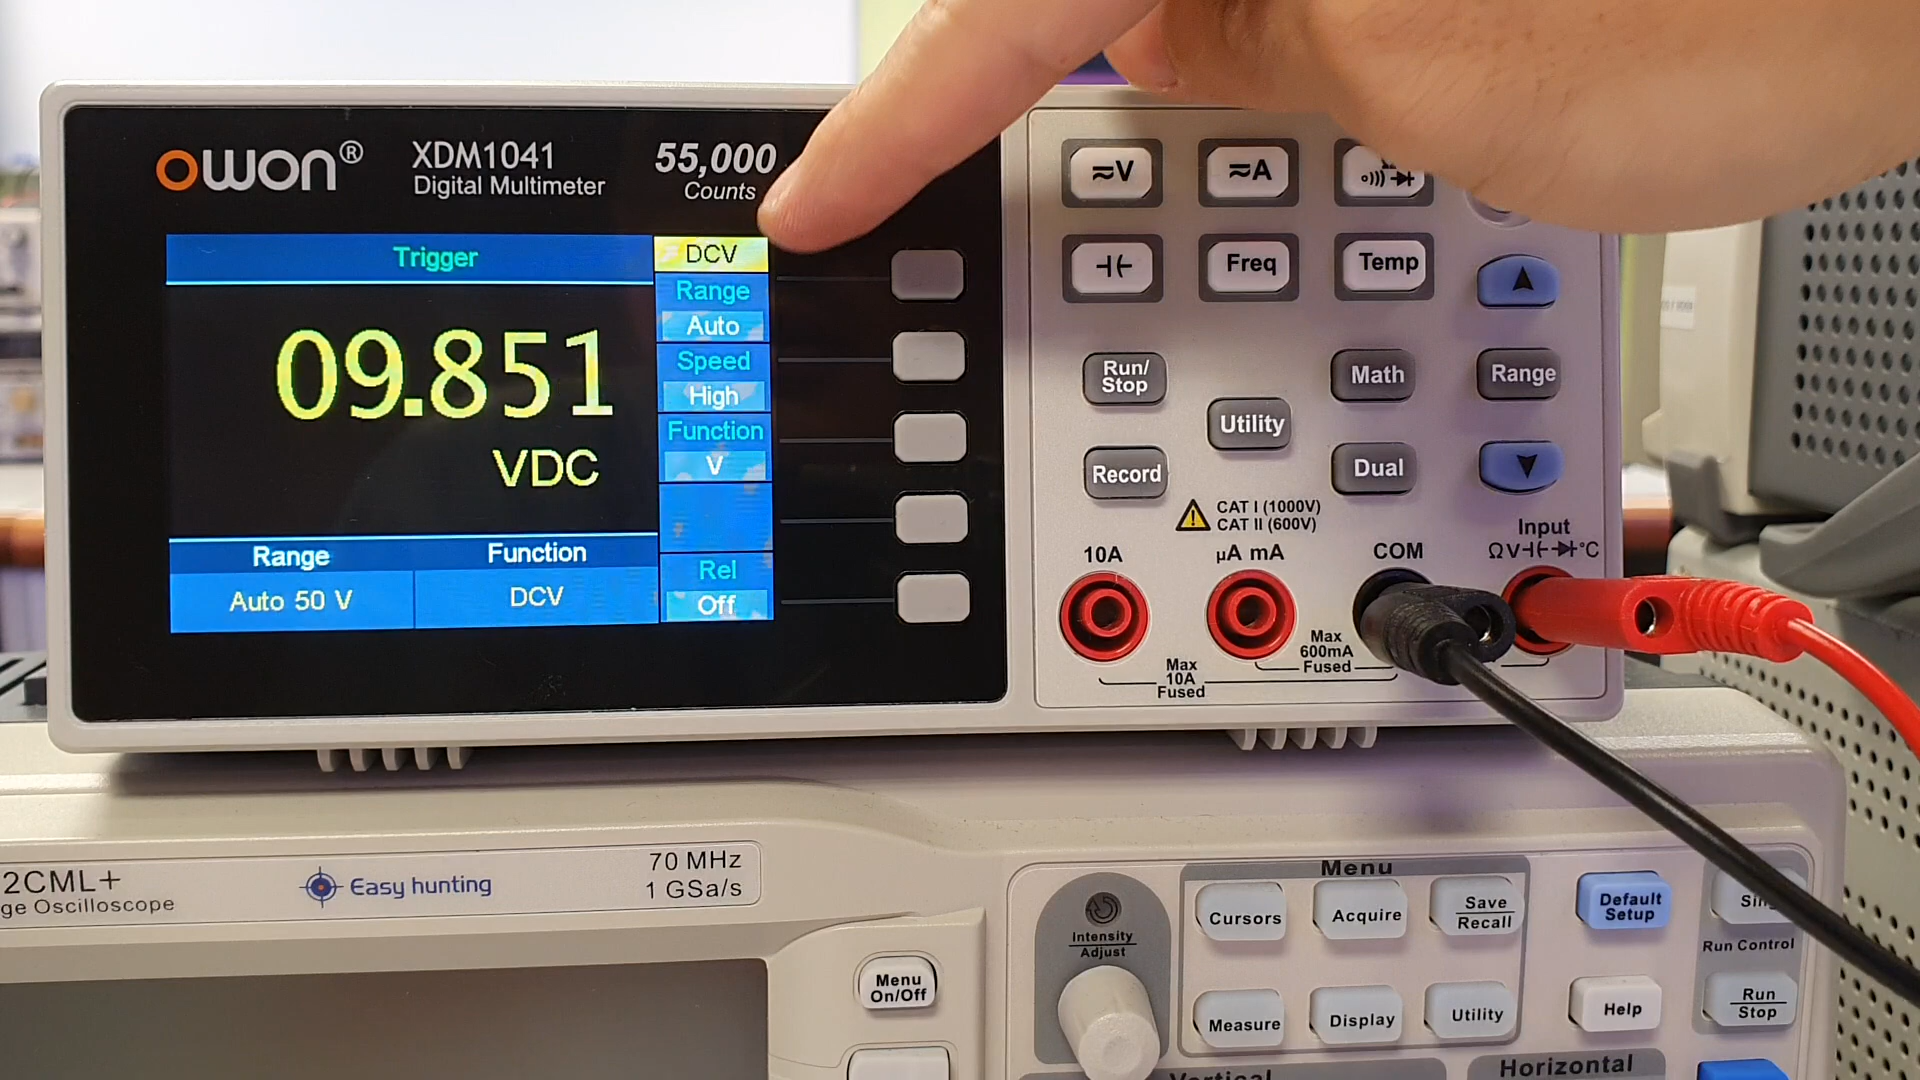 owon®
XDM1041
Digital Multimeter
55,000
Counts
Trigger
DCV
Range
Auto
09.851
VDC
Speed
High
Function
V
Rel
Off
Range
Function
Auto 50 V
DCV
≂V
≂A
Freq
Temp
Run/
Stop
Math
Range
Utility
Record
Dual
CAT I (1000V)
CAT II (600V)
10A
µA mA
COM
Input
ΩV °C
Max
600mA
Fused
Max
10A
Fused
2CML+
ge Oscilloscope
Easy hunting
70 MHz
1 GSa/s
Menu
On/Off
Intensity
Adjust
Menu
Cursors
Acquire
Save
Recall
Measure
Display
Utility
Default
Setup
Help
Sing
Run Control
Run
Stop
Vertical
Horizontal